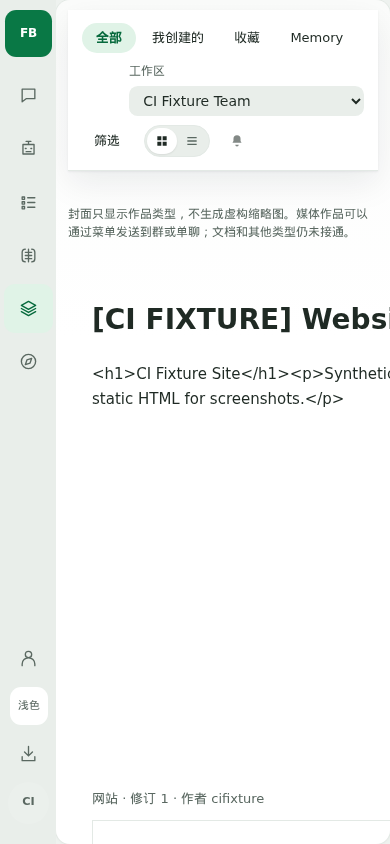 FB
全部 我创建的 收藏 Memory
工作区
CI Fixture Team
筛选
封面只显示作品类型，不生成虚构缩略图。媒体作品可以
通过菜单发送到群或单聊；文档和其他类型仍未接通。
[CI FIXTURE] Websi
<h1>CI Fixture Site</h1><p>Synthetic
static HTML for screenshots.</p>
浅色
CI
网站 · 修订 1 · 作者 cifixture